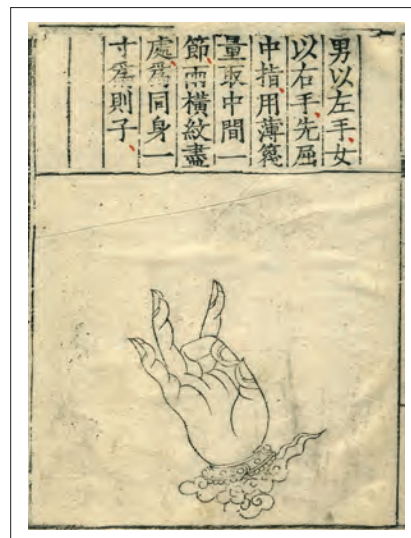 男以左手、女
以右手、先屈
中指、用薄篾
量取中間一
節、兩橫紋盡
處、爲同身一
寸爲則子、